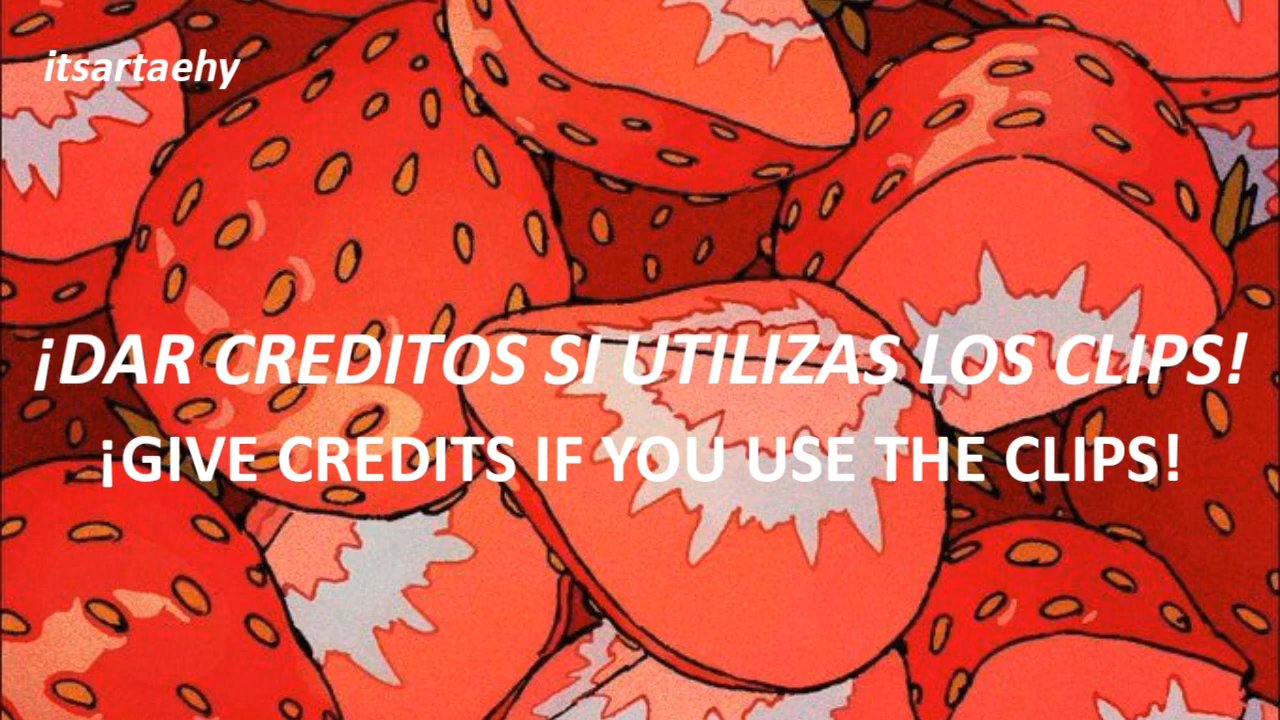 itsartaehy
¡DAR CREDITOS SI UTILIZAS LOS CLIPS!
¡GIVE CREDITS IF YOU USE THE CLIPS!